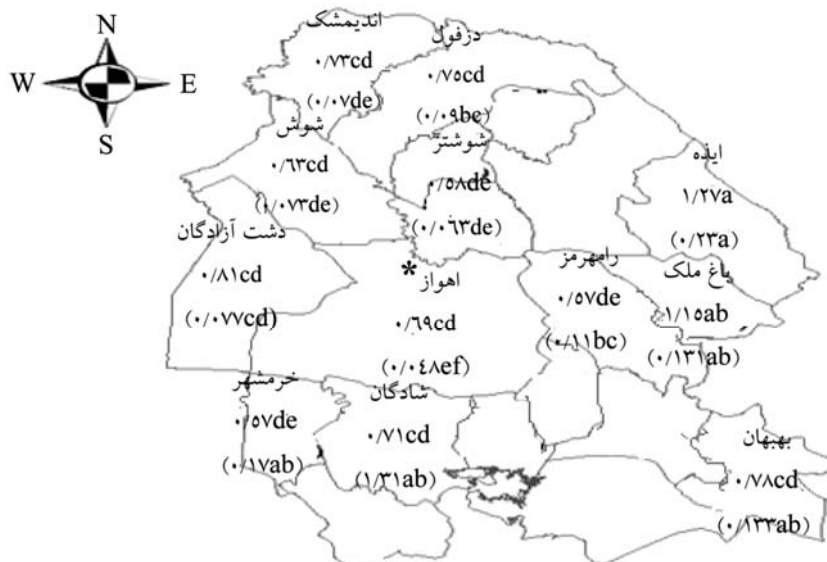 N
W E
S
اندیمشک
۰/۷۳cd
(۰/۰۷de)
دزفول
۰/۷۵cd
(۰/۰۹bc)
شوش
۰/۶۳cd
(۰/۰۷۳de)
شوشتر
۰/۵۸de
(۰/۰۶۳de)
ایذه
۱/۲۷a
(۰/۲۳a)
دشت آزادگان
۰/۸۱cd
(۰/۰۷۷cd)
*
اهواز
۰/۶۹cd
(۰/۰٤۸ef)
رامهرمز
۰/۵۷de
(۰/۱۱bc)
باغ ملک
۱/۱۵ab
(۰/۱۳۱ab)
خرمشهر
۰/۵۷de
(۰/۱۷ab)
شادگان
۰/۷۱cd
(۱/۳۱ab)
بهبهان
۰/۷۸cd
(۰/۱۳۳ab)